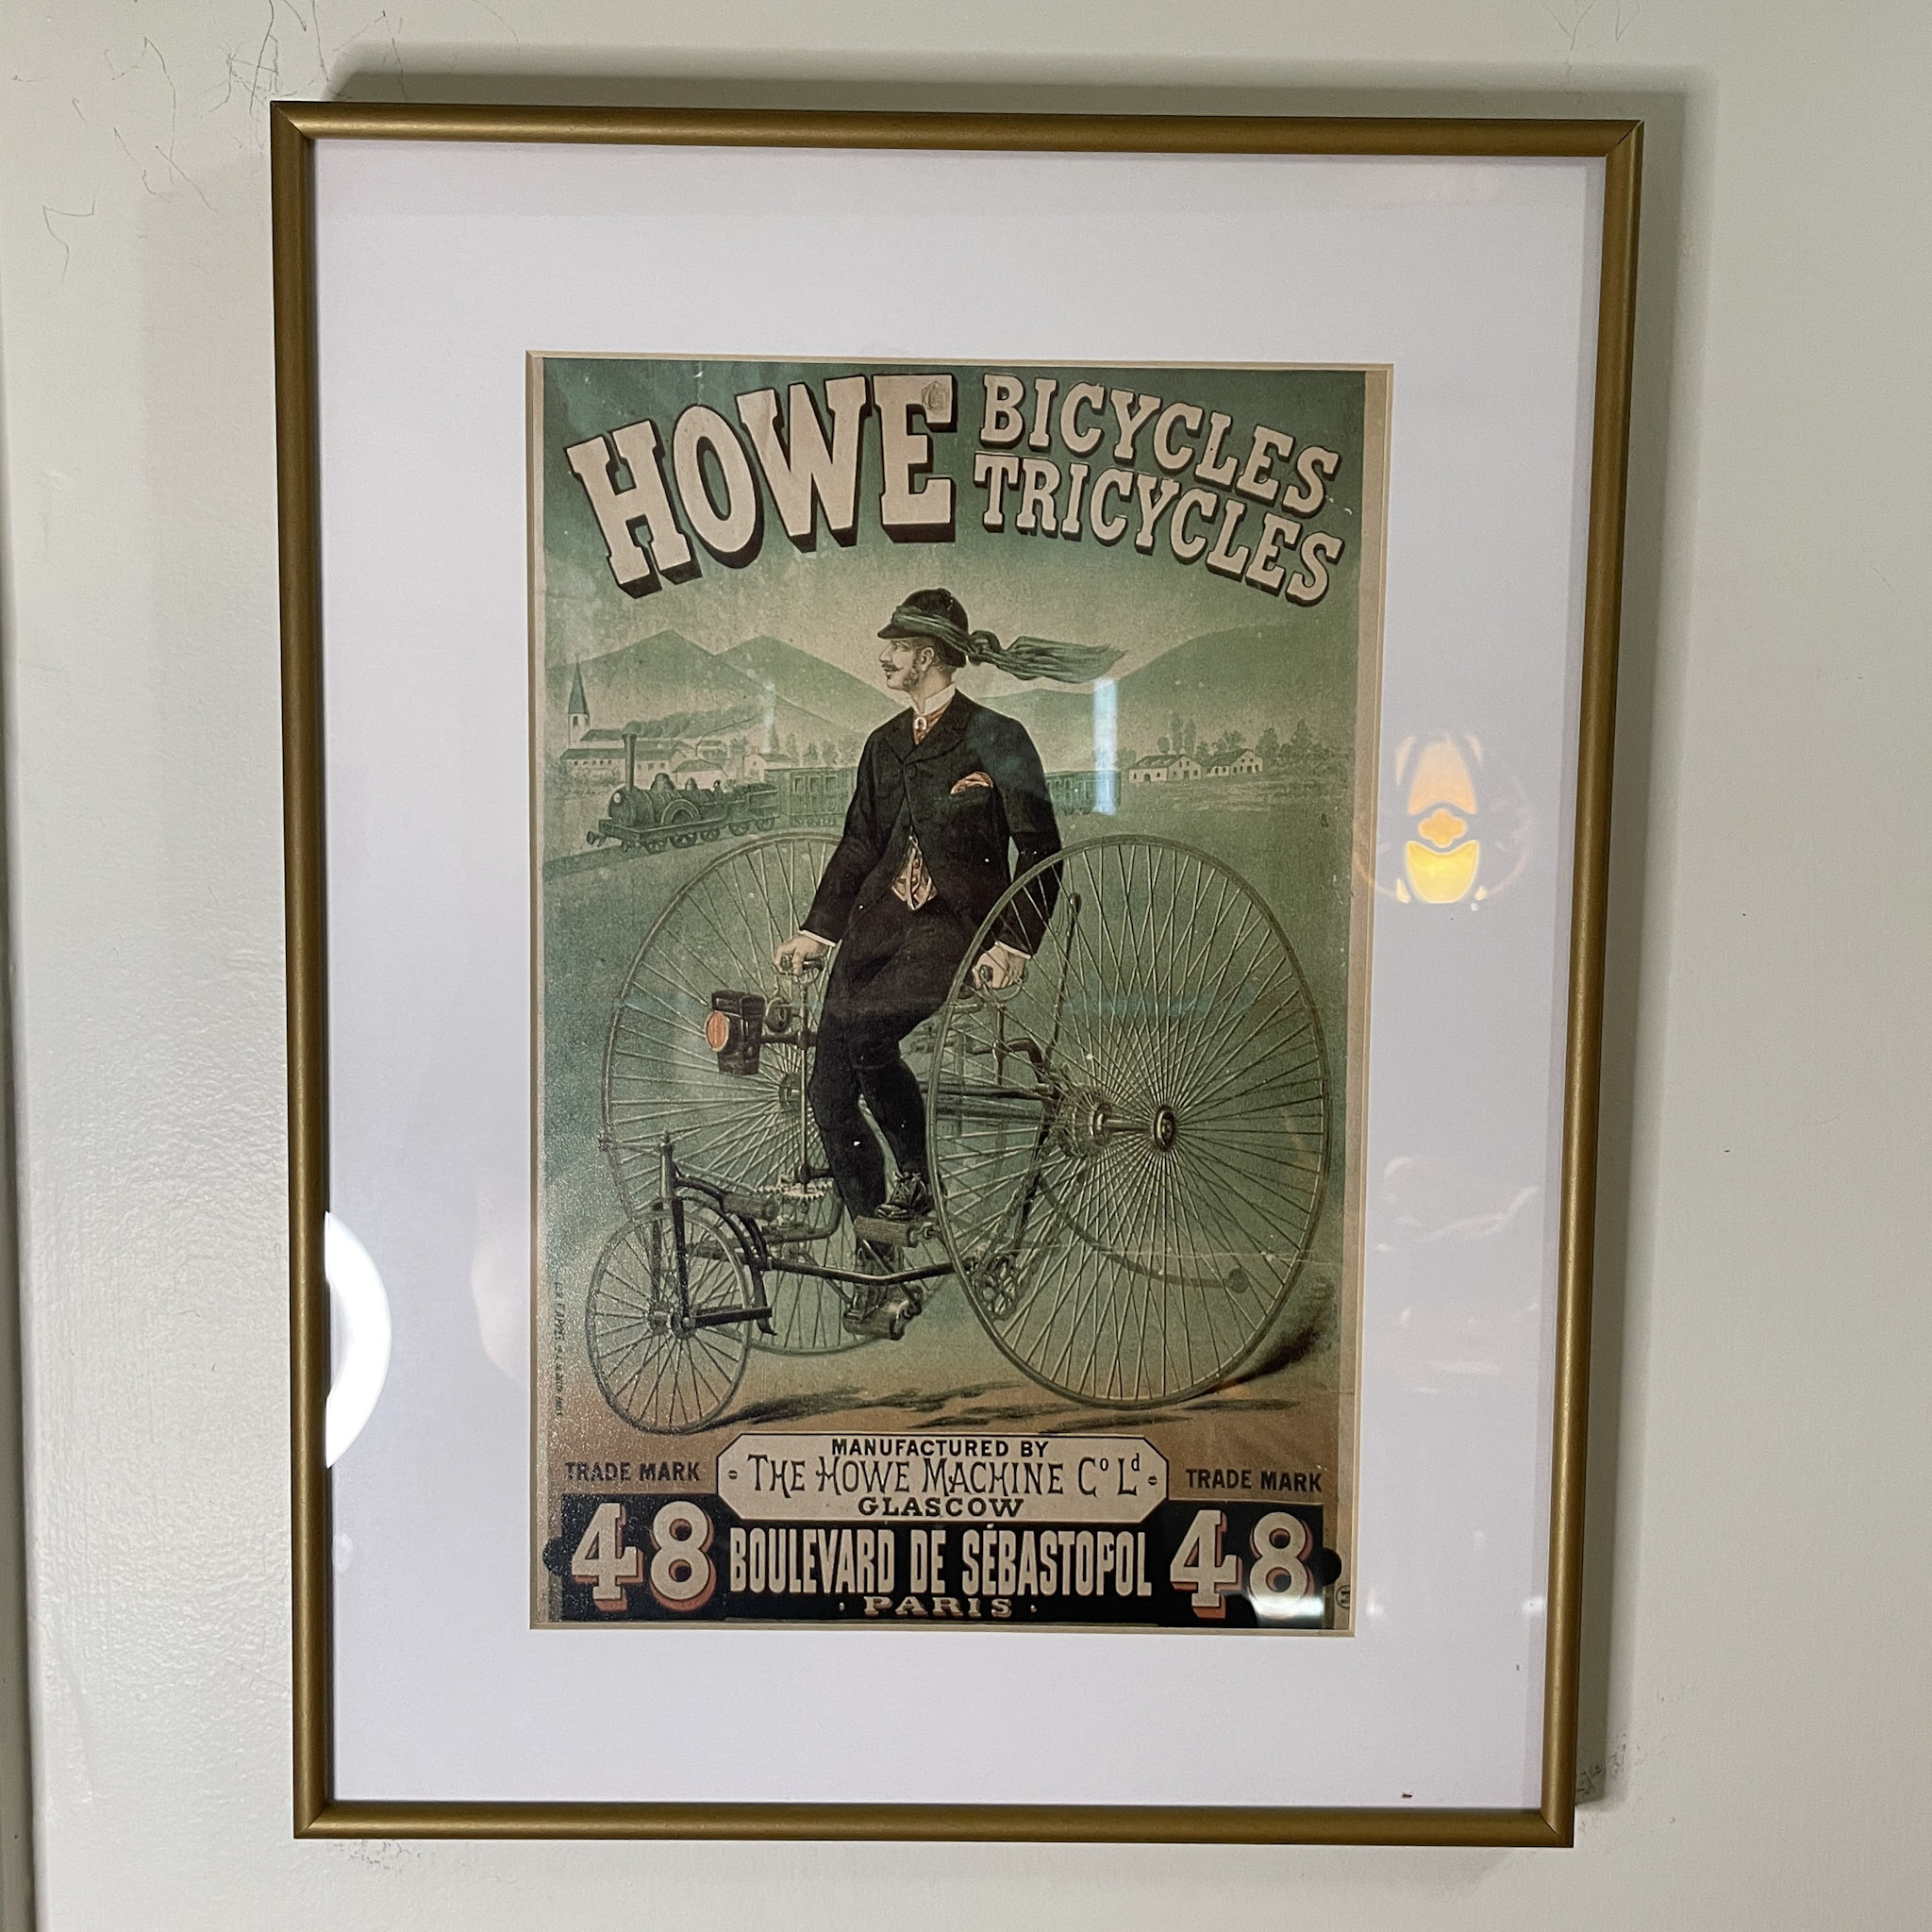 HOWE BICYCLES
TRICYCLES
MANUFACTURED BY
TRADE MARK THE HOWE MACHINE Cº Lᵈ TRADE MARK
GLASCOW
48 BOULEVARD DE SÉBASTOPOL 48
PARIS